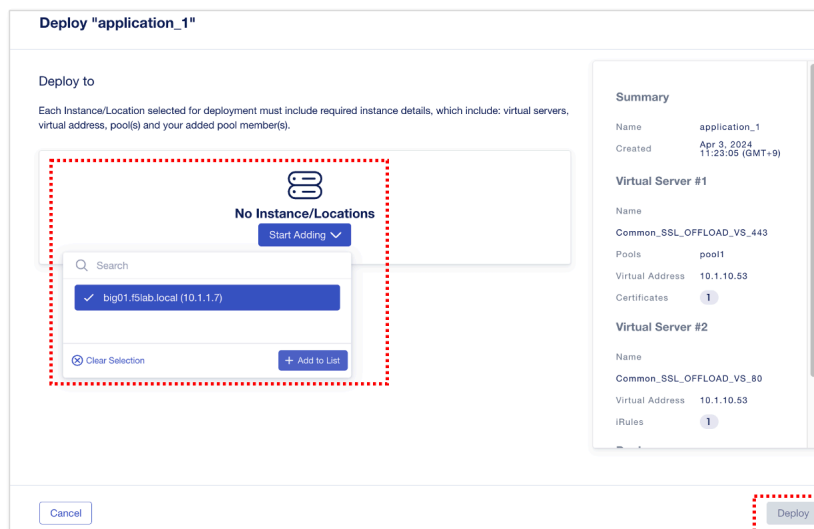 Deploy "application_1"
Deploy to
Each Instance/Location selected for deployment must include required instance details, which include: virtual servers,
virtual address, pool(s) and your added pool member(s).
No Instance/Locations
Start Adding
Search
big01.f5lab.local (10.1.1.7)
Clear Selection
+ Add to List
Summary
Name application_1
Created Apr 3, 2024
11:23:05 (GMT+9)
Virtual Server #1
Name
Common_SSL_OFFLOAD_VS_443
Pools pool1
Virtual Address 10.1.10.53
Certificates 1
Virtual Server #2
Name
Common_SSL_OFFLOAD_VS_80
Virtual Address 10.1.10.53
iRules 1
Cancel
Deploy